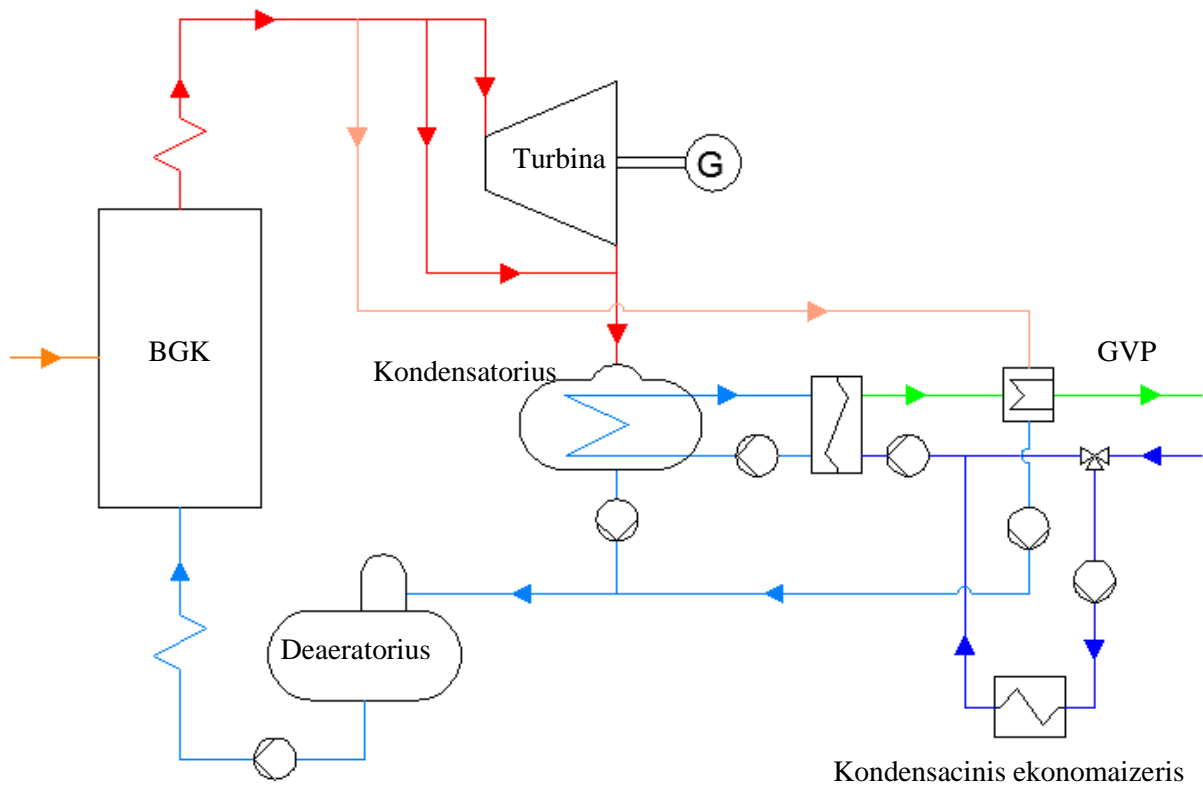 Turbina
G
BGK
GVP
Kondensatorius
Deaeratorius
Kondensacinis ekonomaizeris